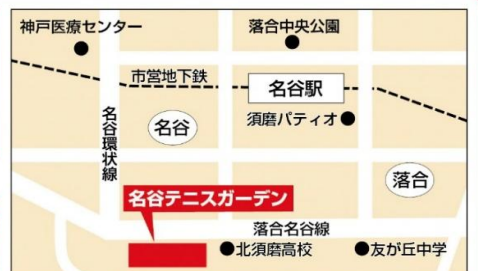 神戸医療センター
落合中央公園
市営地下鉄
名谷駅
須磨パティオ
名谷環状線
名谷
落合
名谷テニスガーデン
落合名谷線
北須磨高校
友が丘中学